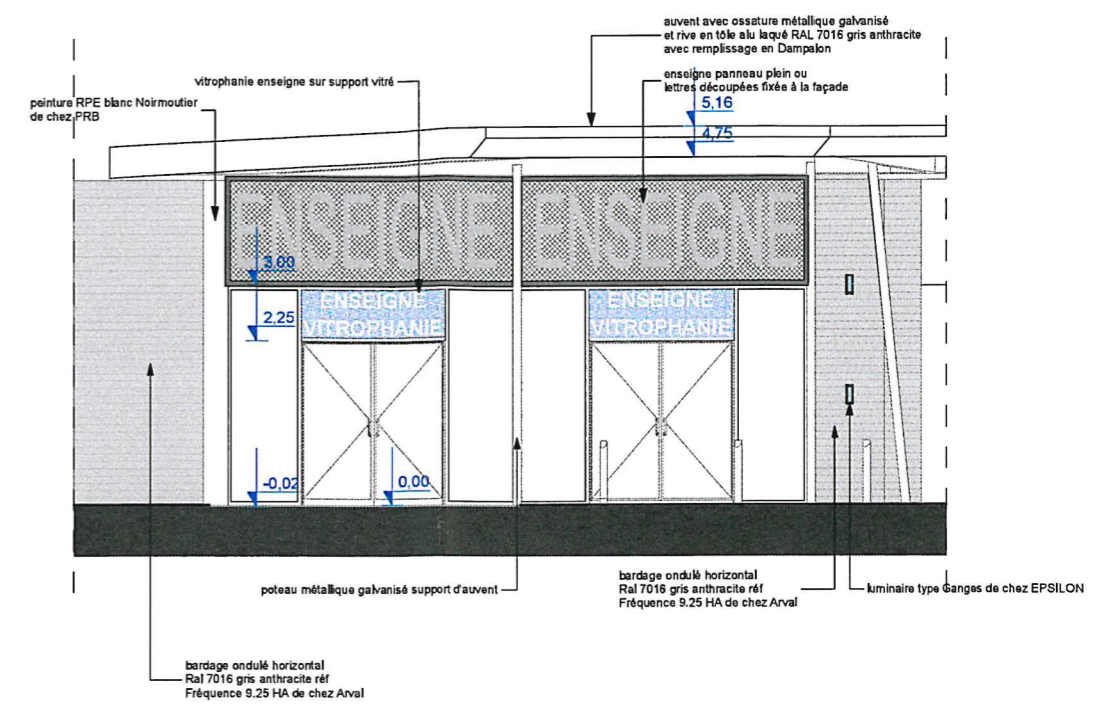 auvent avec ossature métallique galvanisé
et rive en tôle alu laqué RAL 7016 gris anthracite
avec remplissage en Dampalon
vitrophanie enseigne sur support vitré
enseigne panneau plein ou
lettres découpées fixée à la façade
peinture RPE blanc Noirmoutier
de chez PRB
5,16
4,75
ENSEIGNE ENSEIGNE
3,00
ENSEIGNE
VITROPHANIE
ENSEIGNE
VITROPHANIE
2,25
-0,02
0,00
poteau métallique galvanisé support d'auvent
bardage ondulé horizontal
Ral 7016 gris anthracite réf
Fréquence 9.25 HA de chez Arval
luminaire type Ganges de chez EPSILON
bardage ondulé horizontal
Ral 7016 gris anthracite réf
Fréquence 9.25 HA de chez Arval